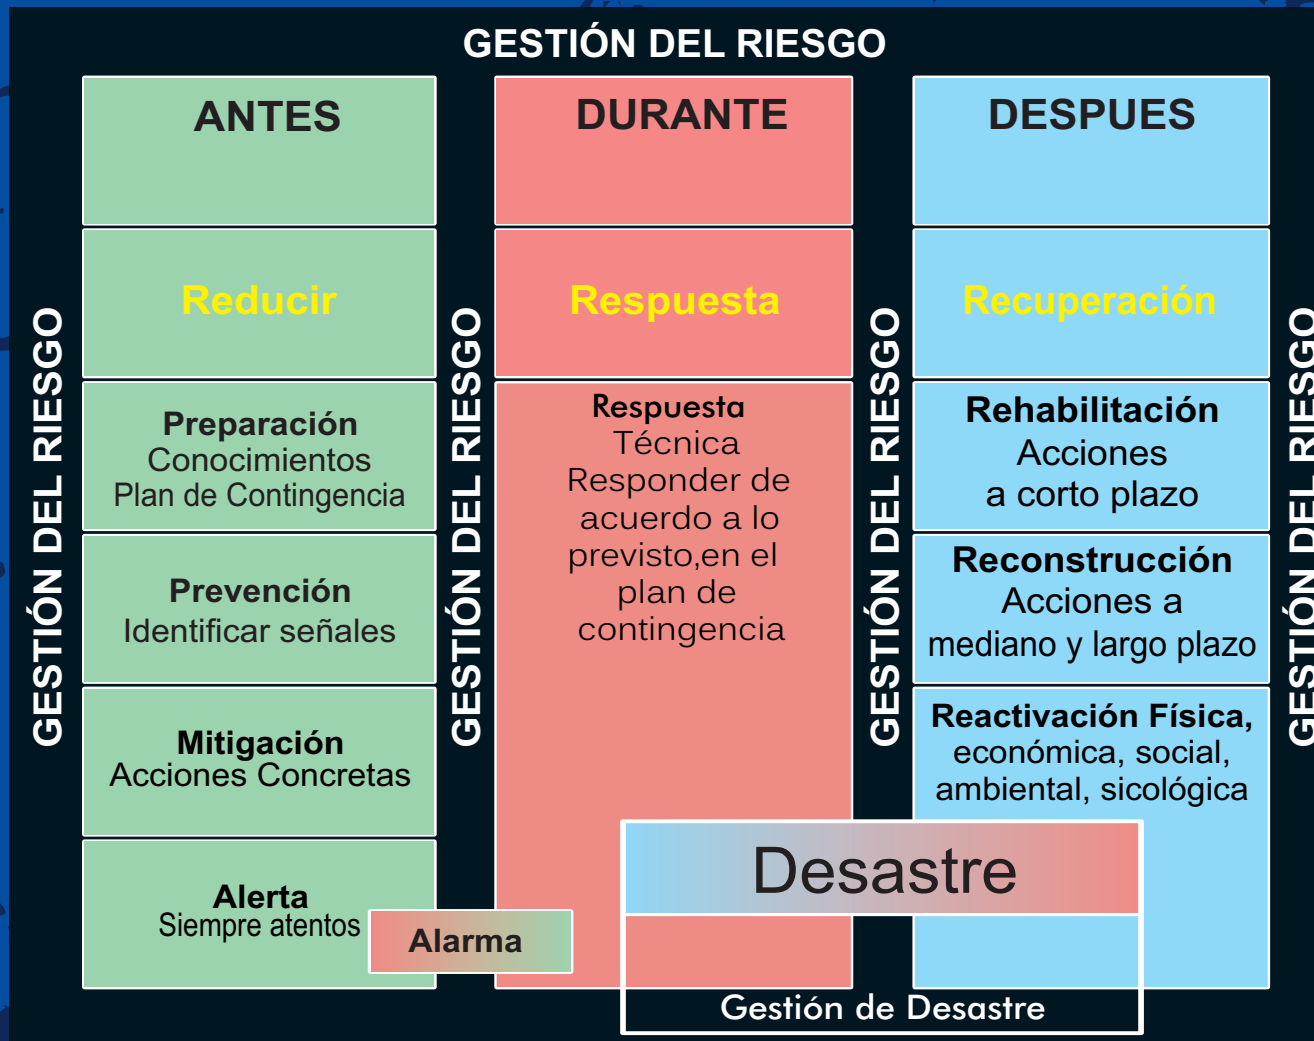 GESTIÓN DEL RIESGO
GESTIÓN DEL RIESGO
ANTES
Reducir
Preparación
Conocimientos
Plan de Contingencia
Prevención
Identificar señales
Mitigación
Acciones Concretas
Alerta
Siempre atentos
Alarma
GESTIÓN DEL RIESGO
DURANTE
Respuesta
Respuesta
Técnica
Responder de
acuerdo a lo
previsto,en el
plan de
contingencia
GESTIÓN DEL RIESGO
DESPUES
Recuperación
Rehabilitación
Acciones
a corto plazo
Reconstrucción
Acciones a
mediano y largo plazo
Reactivación Física,
económica, social,
ambiental, sicológica
Desastre
Gestión de Desastre
GESTIÓN DEL RIESGO